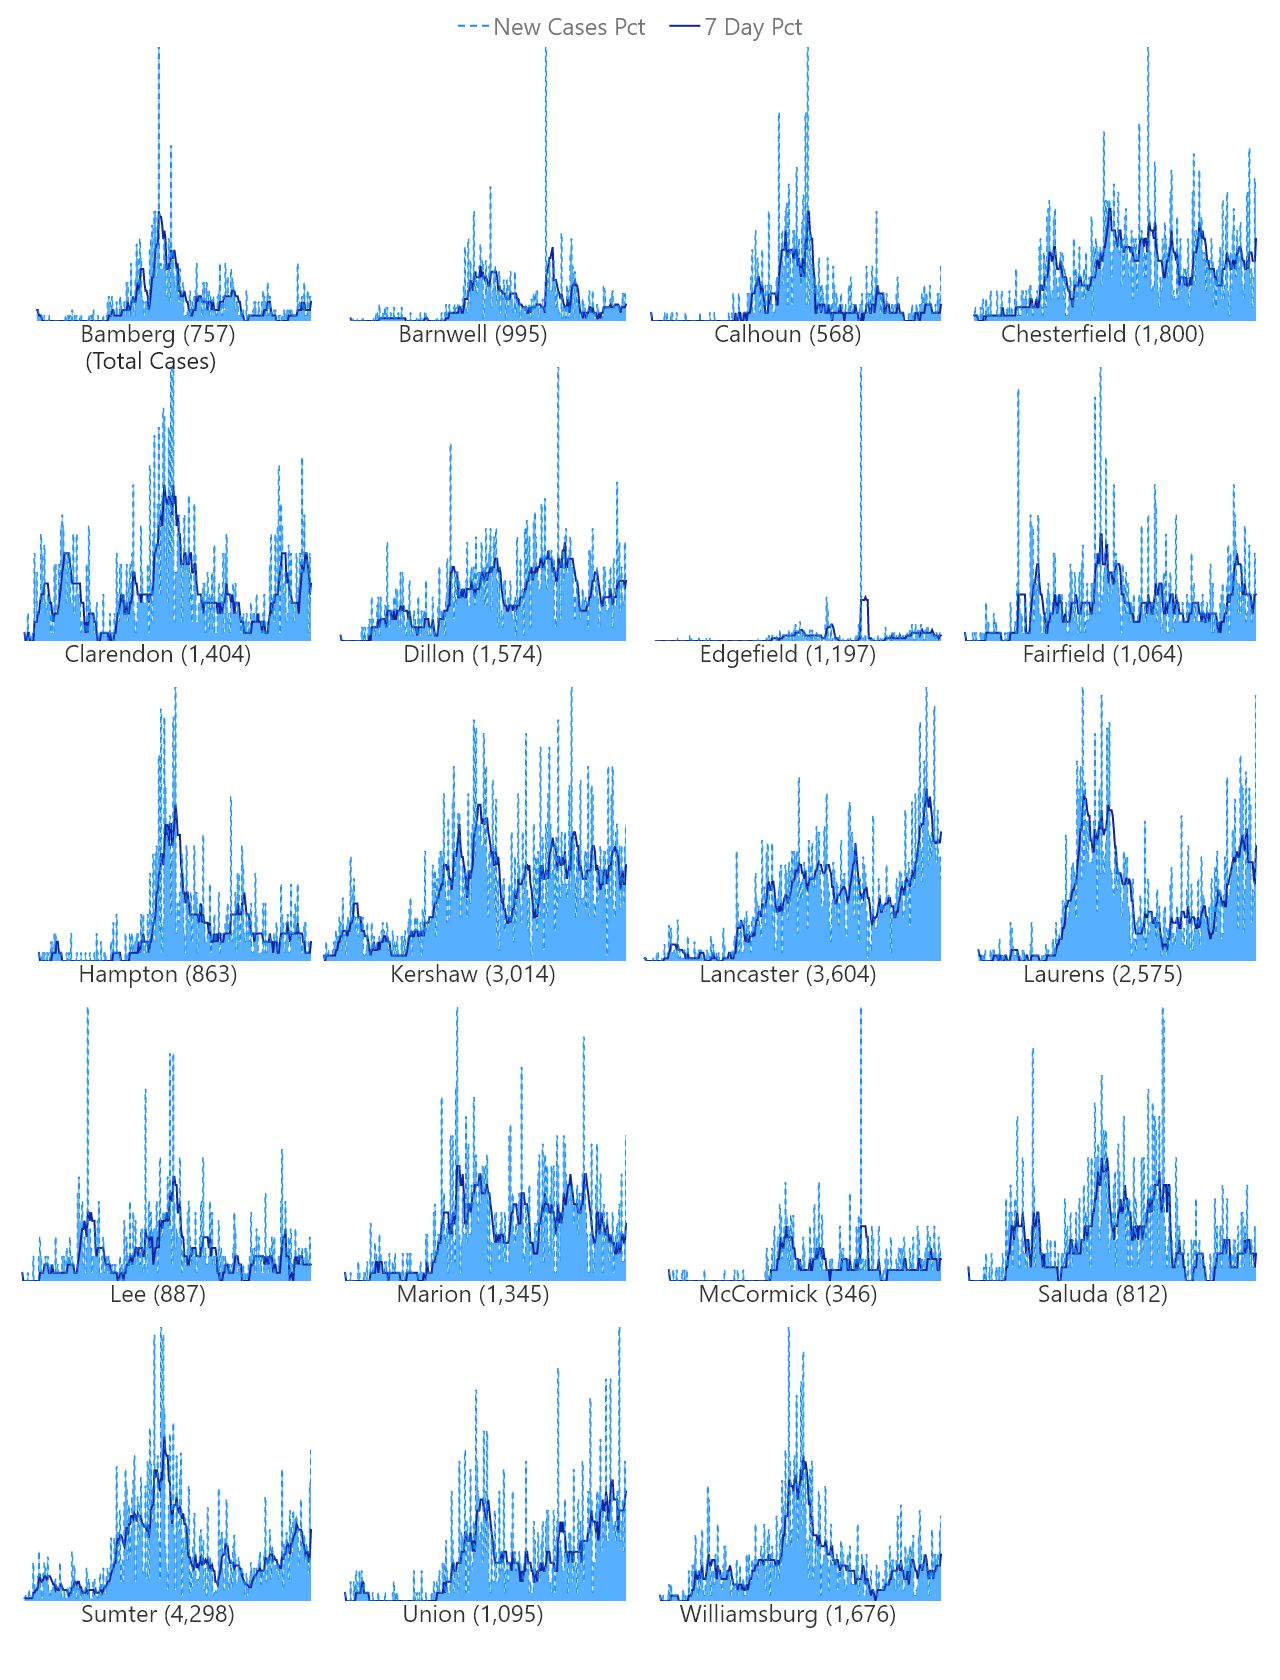 New Cases Pct 7 Day Pct
Bamberg (757)
(Total Cases)
Barnwell (995)
Calhoun (568)
Chesterfield (1,800)
Clarendon (1,404)
Dillon (1,574)
Edgefield (1,197)
Fairfield (1,064)
Hampton (863)
Kershaw (3,014)
Lancaster (3,604)
Laurens (2,575)
Lee (887)
Marion (1,345)
McCormick (346)
Saluda (812)
Sumter (4,298)
Union (1,095)
Williamsburg (1,676)